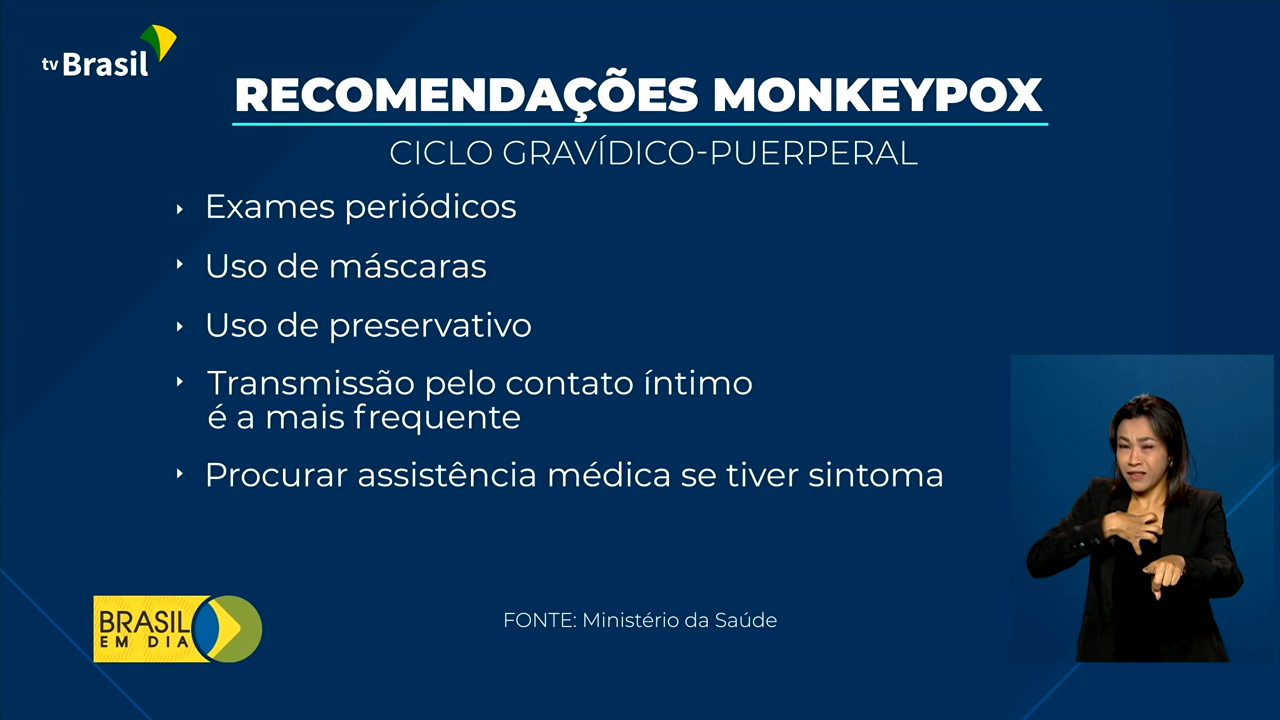 tv Brasil
RECOMENDAÇÕES MONKEYPOX
CICLO GRAVÍDICO-PUERPERAL
Exames periódicos
Uso de máscaras
Uso de preservativo
Transmissão pelo contato íntimo
é a mais frequente
Procurar assistência médica se tiver sintoma
BRASIL
EM DIA
FONTE: Ministério da Saúde